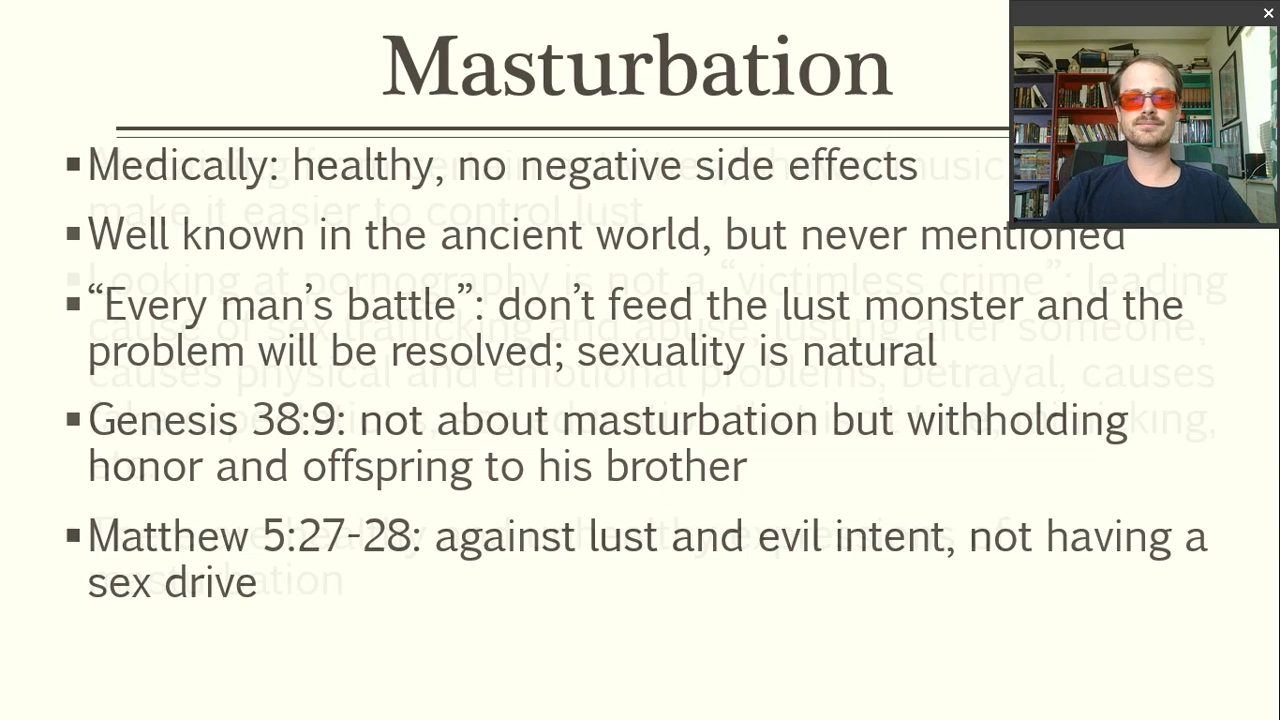 Masturbation
▪Medically: healthy, no negative side effects
▪Well known in the ancient world, but never mentioned
▪“Every man’s battle”: don’t feed the lust monster and the
problem will be resolved; sexuality is natural
▪Genesis 38:9: not about masturbation but withholding
honor and offspring to his brother
▪Matthew 5:27-28: against lust and evil intent, not having a
sex drive